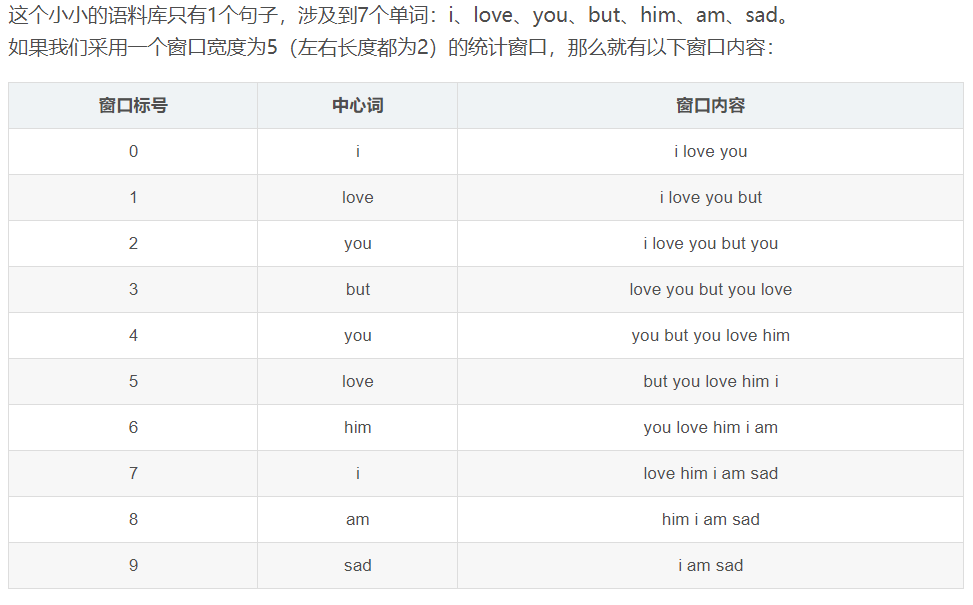 这个小小的语料库只有1个句子，涉及到7个单词：i、love、you、but、him、am、sad。
如果我们采用一个窗口宽度为5（左右长度都为2）的统计窗口，那么就有以下窗口内容：
窗口标号 中心词 窗口内容
0 i i love you
1 love i love you but
2 you i love you but you
3 but love you but you love
4 you you but you love him
5 love but you love him i
6 him you love him i am
7 i love him i am sad
8 am him i am sad
9 sad i am sad